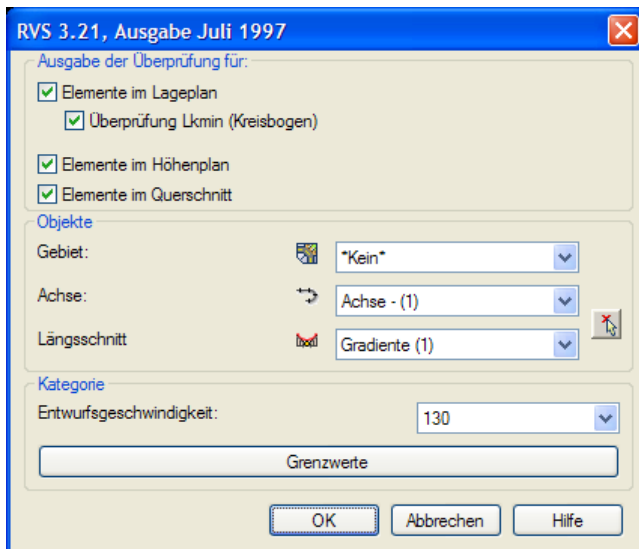 RVS 3.21, Ausgabe Juli 1997
Ausgabe der Überprüfung für:
Elemente im Lageplan
Überprüfung Lkmin (Kreisbogen)
Elemente im Höhenplan
Elemente im Querschnitt
Objekte
Gebiet: *Kein*
Achse: Achse - (1)
Längsschnitt Gradiente (1)
Kategorie
Entwurfsgeschwindigkeit: 130
Grenzwerte
OK Abbrechen Hilfe